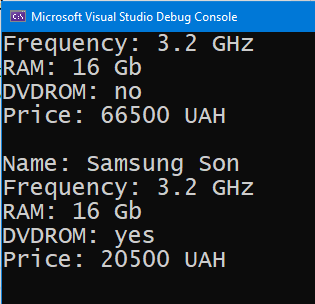 Microsoft Visual Studio Debug Console
Frequency: 3.2 GHz
RAM: 16 Gb
DVDROM: no
Price: 66500 UAH
Name: Samsung Son
Frequency: 3.2 GHz
RAM: 16 Gb
DVDROM: yes
Price: 20500 UAH